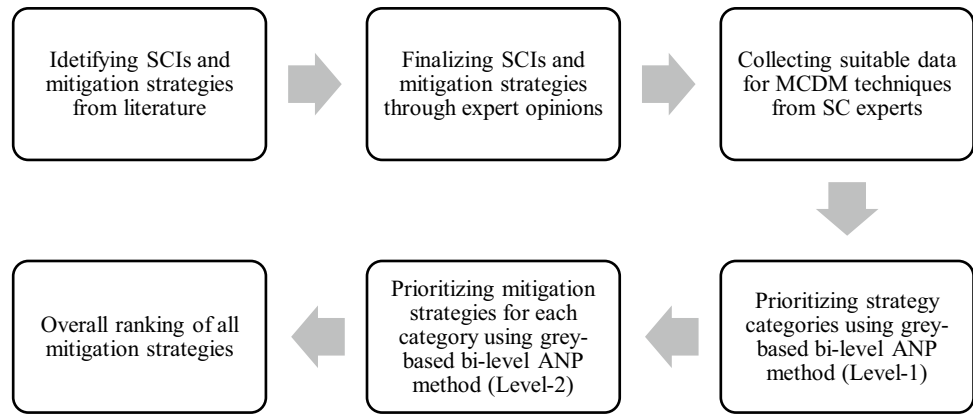 Idetifying SCIs and
mitigation strategies
from literature
Finalizing SCIs and
mitigation strategies
through expert opinions
Collecting suitable data
for MCDM techniques
from SC experts
Prioritizing strategy
categories using grey-
based bi-level ANP
method (Level-1)
Prioritizing mitigation
strategies for each
category using grey-
based bi-level ANP
method (Level-2)
Overall ranking of all
mitigation strategies